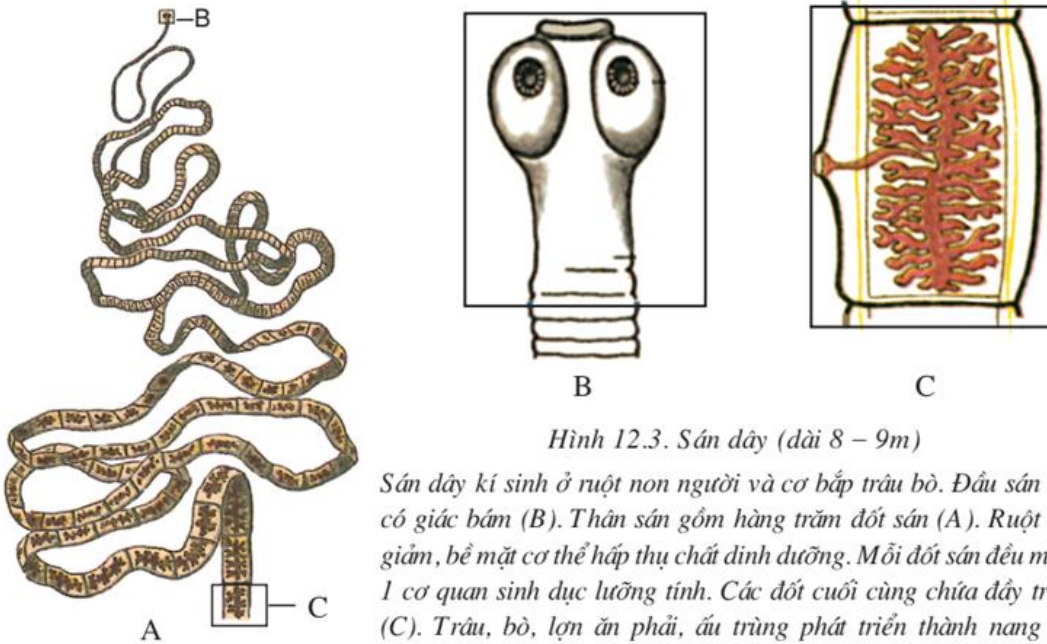 B
B
C
C
A
Hình 12.3. Sán dây (dài 8 – 9m)
Sán dây kí sinh ở ruột non người và cơ bắp trâu bò. Đầu sán
có giác bám (B). Thân sán gồm hàng trăm đốt sán (A). Ruột
giảm, bề mặt cơ thể hấp thụ chất dinh dưỡng. Mỗi đốt sán đều
1 cơ quan sinh dục lưỡng tính. Các đốt cuối cùng chứa đầy
(C). Trâu, bò, lợn ăn phải, ấu trùng phát triển thành nang